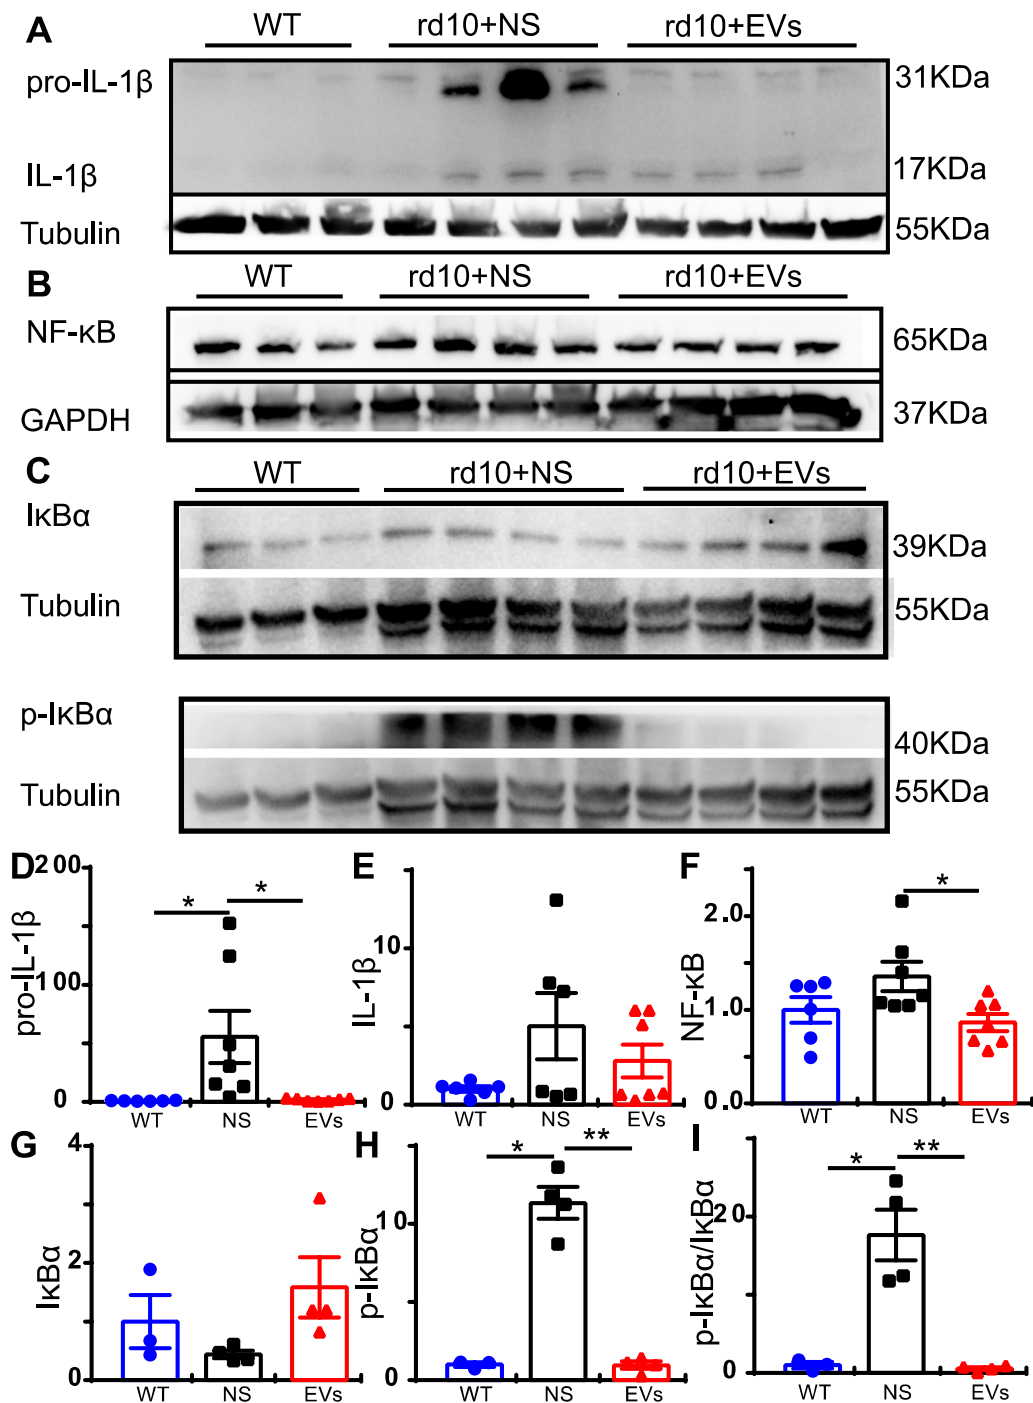 A
WT rd10+NS rd10+EVs
pro-IL-1β 31KDa
IL-1β 17KDa
Tubulin 55KDa
B
WT rd10+NS rd10+EVs
NF-κB 65KDa
GAPDH 37KDa
C
WT rd10+NS rd10+EVs
IκBα 39KDa
Tubulin 55KDa
p-IκBα 40KDa
Tubulin 55KDa
D
pro-IL-1β
200
100
0
* *
WT NS EVs
E
IL-1β
10
0
WT NS EVs
F
NF-κB
2.0
1.0
0.0
*
WT NS EVs
G
IκBα
4
2
0
WT NS EVs
H
p-IκBα
10
0
* **
WT NS EVs
I
p-IκBα/IκBα
20
0
* **
WT NS EVs